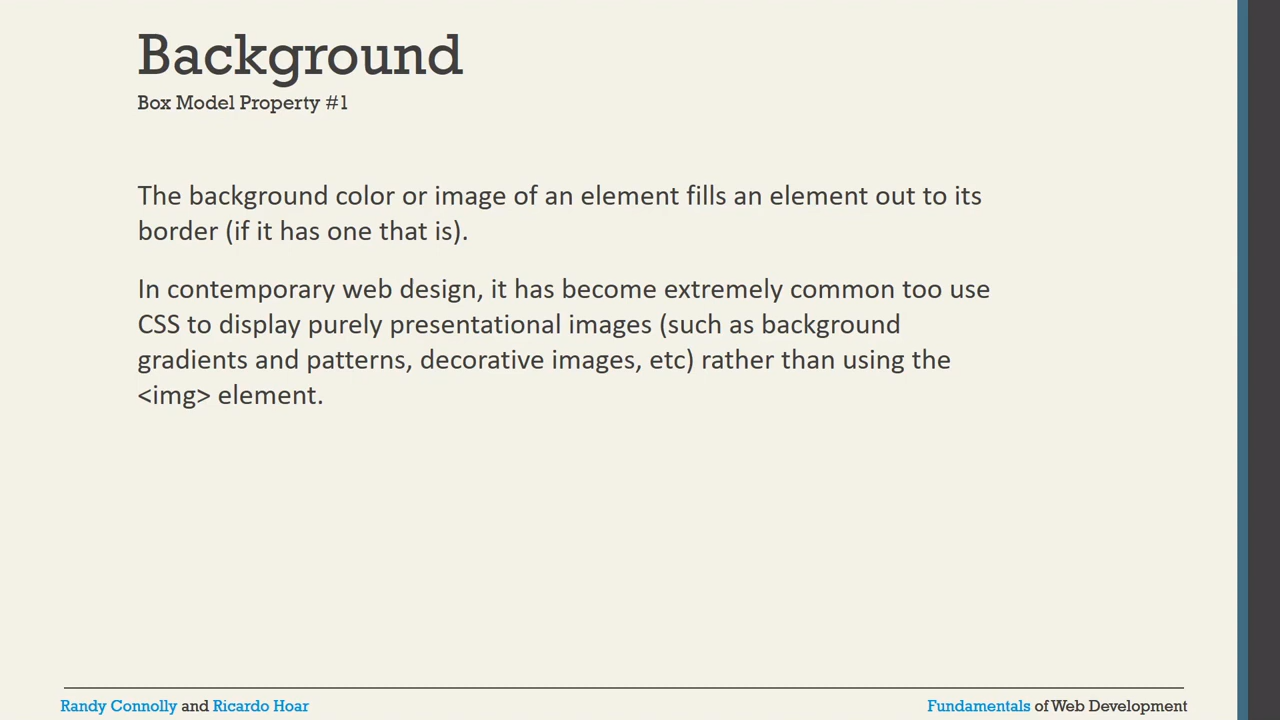 Background
Box Model Property #1
The background color or image of an element fills an element out to its
border (if it has one that is).
In contemporary web design, it has become extremely common too use
CSS to display purely presentational images (such as background
gradients and patterns, decorative images, etc) rather than using the
<img> element.
Randy Connolly and Ricardo Hoar
Fundamentals of Web Development